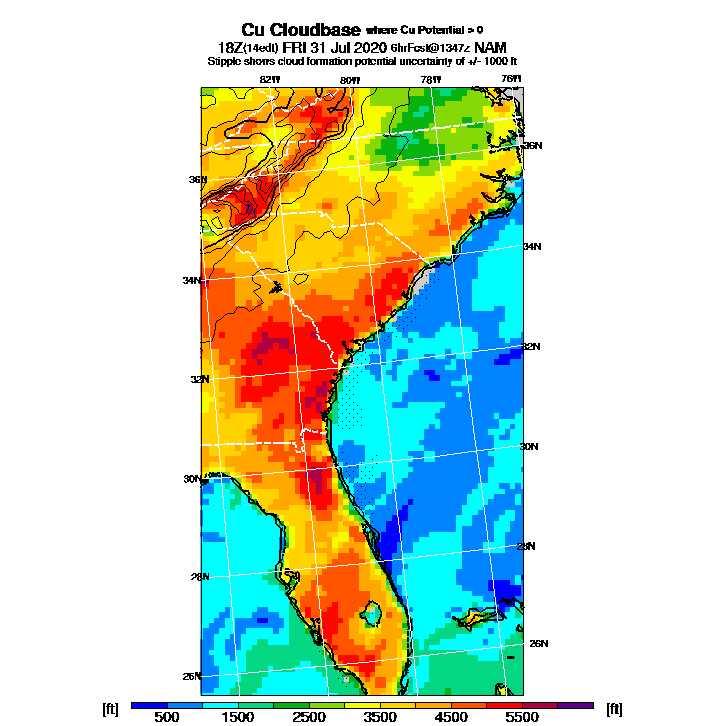 Cu Cloudbase where Cu Potential > 0
18Z(14edt) FRI 31 Jul 2020 6hrFcst@1347z NAM
Stipple shows cloud formation potential uncertainty of +/- 1000 ft
82W 80W 78W 76W
36N
36N
34N
34N
32N
32N
30N
30N
28N
28N
26N
26N
[ft] 500 1500 2500 3500 4500 5500 [ft]